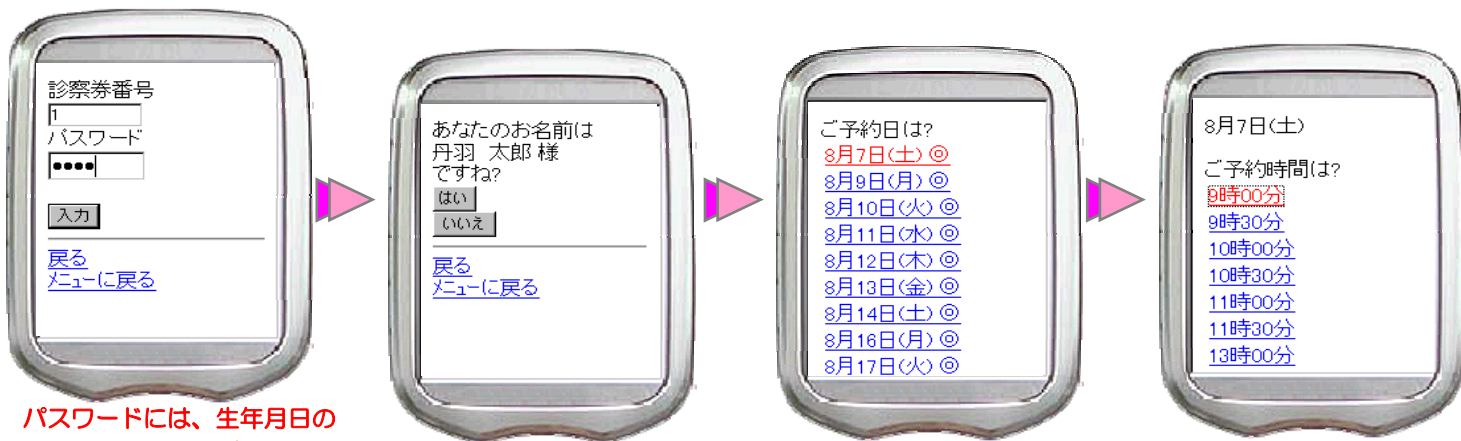 診察券番号
1
パスワード
●●●●
入力
戻る
メニューに戻る
パスワードには、生年月日の
あなたのお名前は
丹羽 太郎 様
ですね?
はい
いいえ
戻る
メニューに戻る
ご予約日は?
8月7日(土) ◎
8月9日(月) ◎
8月10日(火) ◎
8月11日(水) ◎
8月12日(木) ◎
8月13日(金) ◎
8月14日(土) ◎
8月16日(月) ◎
8月17日(火) ◎
8月7日(土)
ご予約時間は?
9時00分
9時30分
10時00分
10時30分
11時00分
11時30分
13時00分